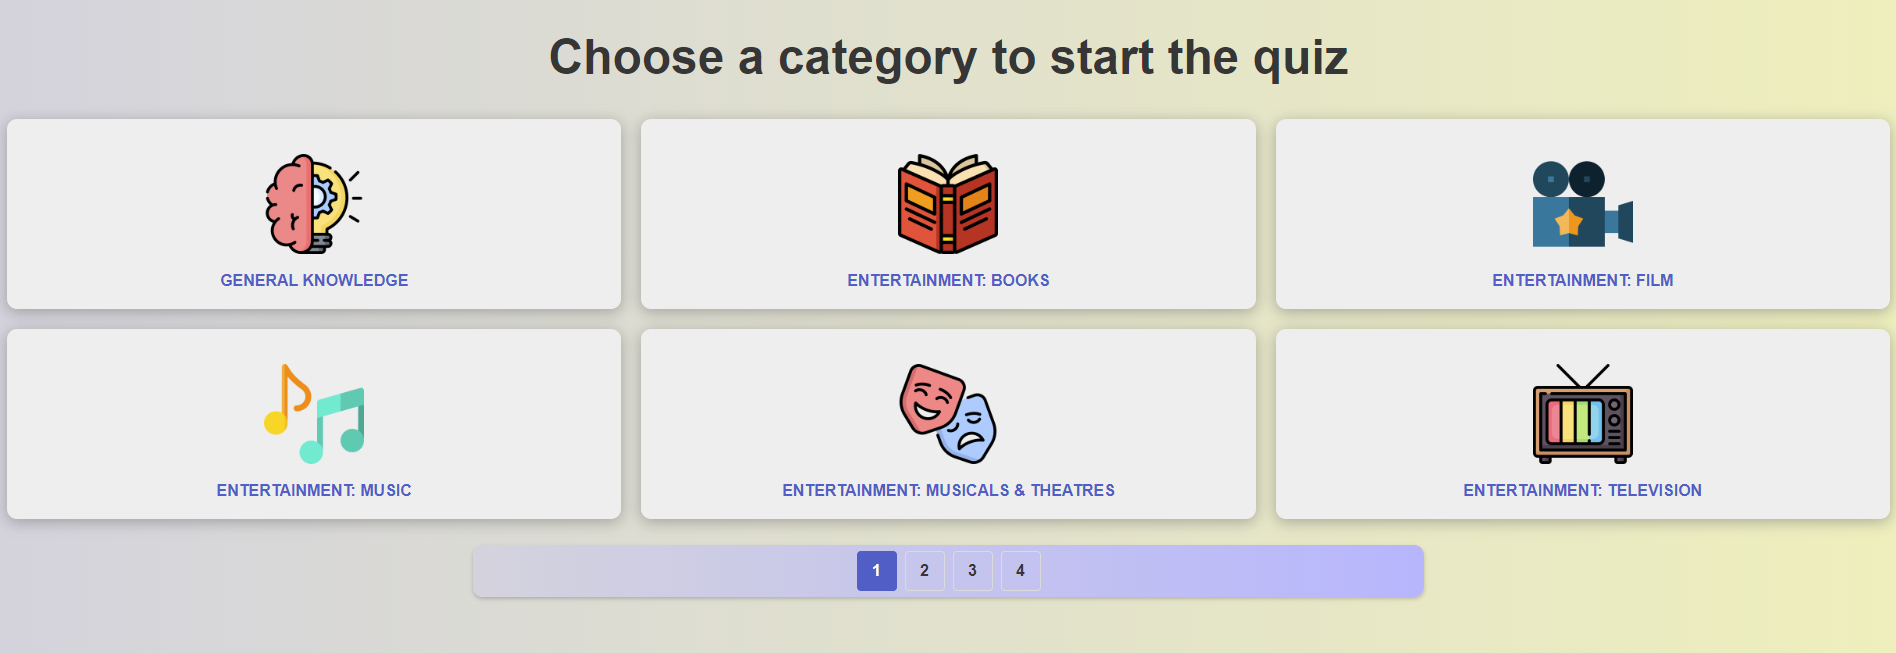 Choose a category to start the quiz
GENERAL KNOWLEDGE
ENTERTAINMENT: BOOKS
ENTERTAINMENT: FILM
ENTERTAINMENT: MUSIC
ENTERTAINMENT: MUSICALS & THEATRES
ENTERTAINMENT: TELEVISION
1 2 3 4